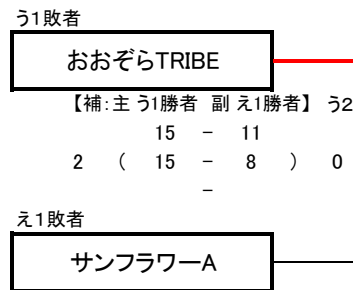 う1敗者
おおぞらTRIBE
【補:主 う1勝者 副 え1勝者】 う2
15 － 11
2 （ 15 － 8 ） 0
－
え1敗者
サンフラワーA